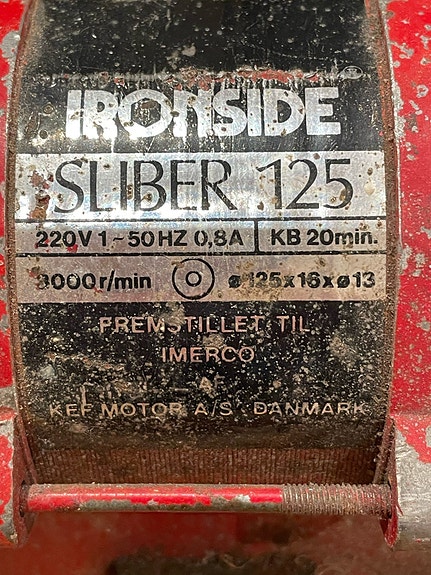 IRONSIDE
SLIBER 125
220V 1~50HZ 0,8A KB 20min.
3000r/min ø125x16xø13
FREMSTILLET TIL
IMERCO
AF
KEF MOTOR A/S DANMARK